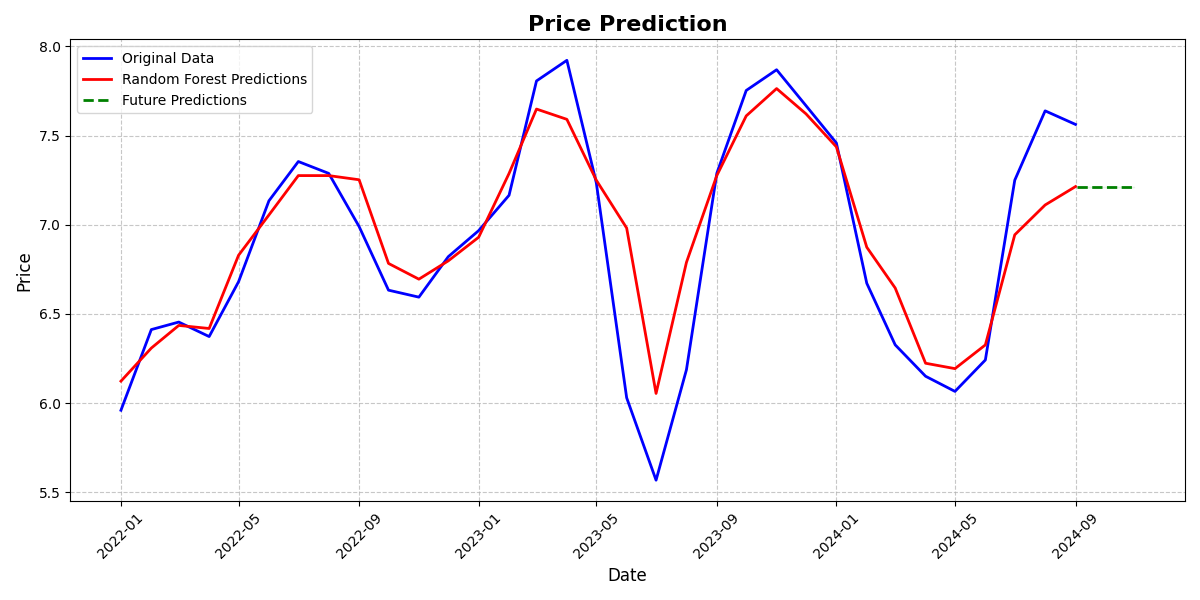 Price Prediction
Original Data
Random Forest Predictions
Future Predictions
Price
8.0
7.5
7.0
6.5
6.0
5.5
2022-01
2022-05
2022-09
2023-01
2023-05
2023-09
2024-01
2024-05
2024-09
Date